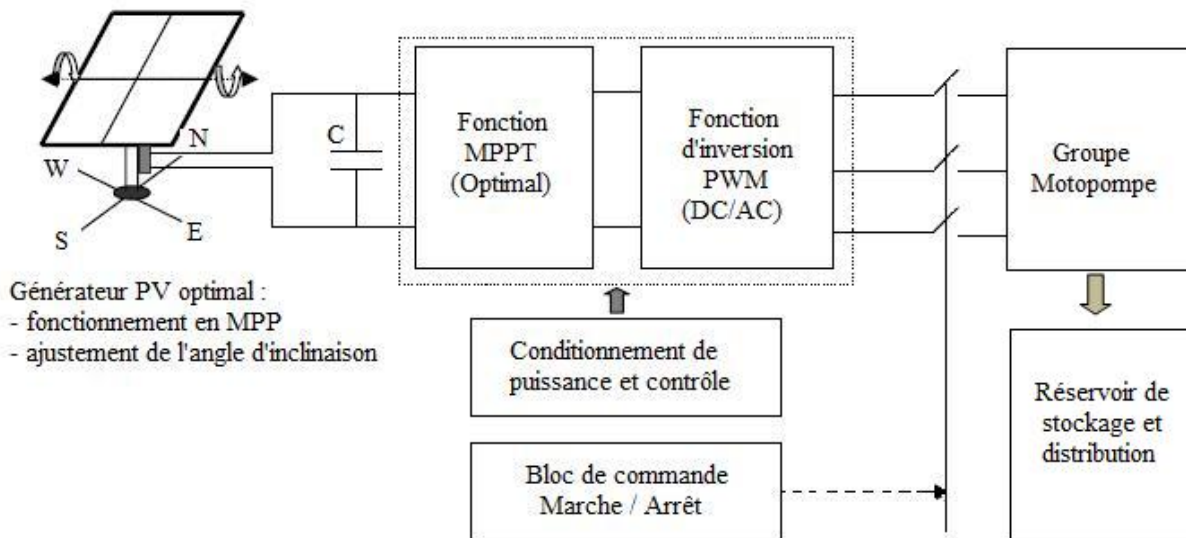 C
N
W
S
E
Fonction
MPPT
(Optimal)
Fonction
d'inversion
PWM
(DC/AC)
Groupe
Motopompe
Générateur PV optimal :
- fonctionnement en MPP
- ajustement de l'angle d'inclinaison
Conditionnement de
puissance et contrôle
Réservoir de
stockage et
distribution
Bloc de commande
Marche / Arrêt